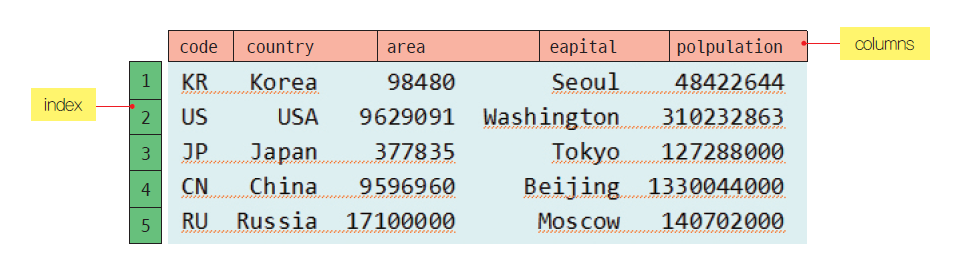 code country area eapital polpulation
columns
index
1 KR Korea 98480 Seoul 48422644
2 US USA 9629091 Washington 310232863
3 JP Japan 377835 Tokyo 127288000
4 CN China 9596960 Beijing 1330044000
5 RU Russia 17100000 Moscow 140702000